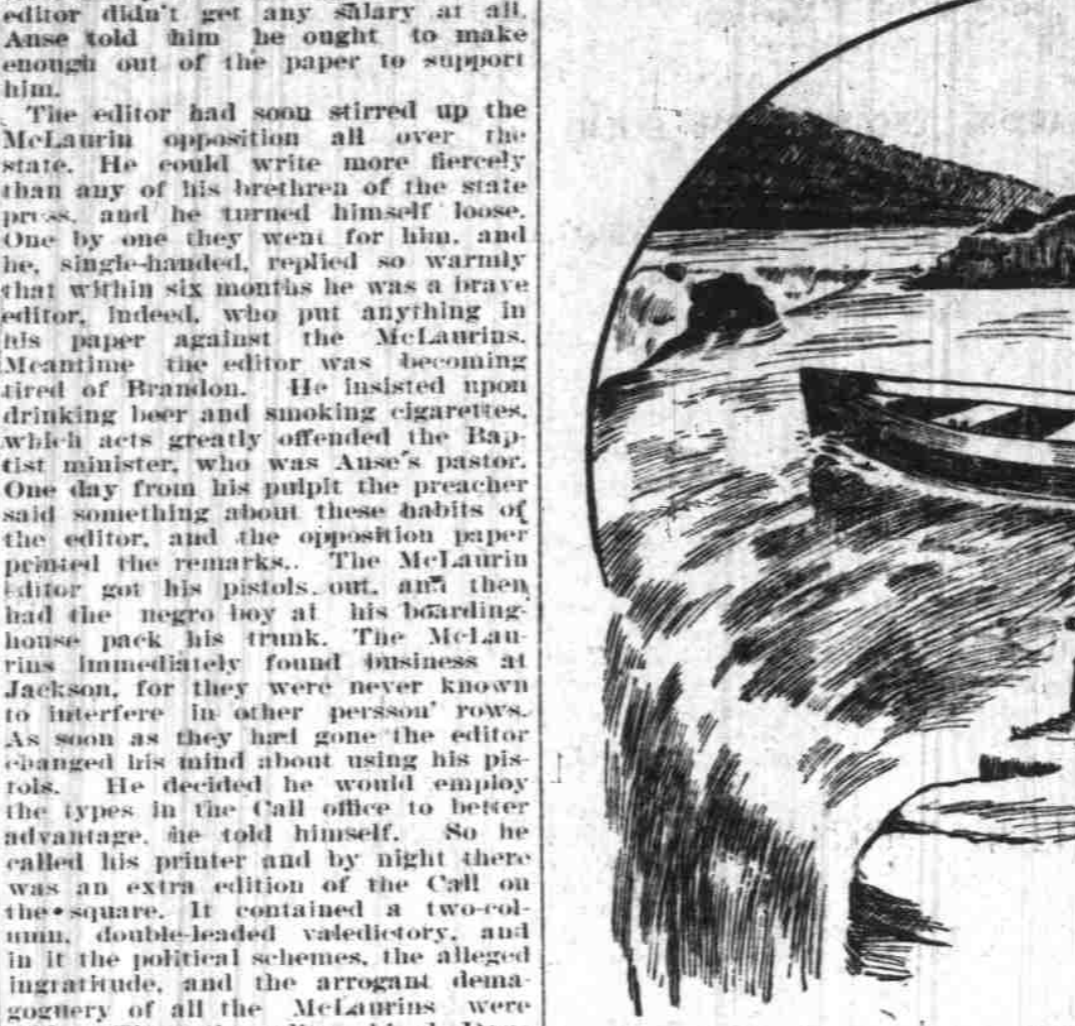 editor didn't get any salary at all.
Anse told him he ought to make
enough out of the paper to support
him.
The editor had soon stirred up the
McLaurin opposition all over the
state. He could write more fiercely
than any of his brethren of the state
press, and he turned himself loose.
One by one they went for him, and
he, single-handed, replied so warmly
that within six months he was a brave
editor, indeed, who put anything in
his paper against the McLaurins.
Meantime the editor was becoming
tired of Brandon. He insisted upon
drinking beer and smoking cigarettes,
which acts greatly offended the Bap-
tist minister, who was Anse's pastor.
One day from his pulpit the preacher
said something about these habits of
the editor, and the opposition paper
printed the remarks.. The McLaurin
editor got his pistols out, and then
had the negro boy at his boarding-
house pack his trunk. The McLau-
rins immediately found business at
Jackson, for they were never known
to interfere in other persson' rows.
As soon as they had gone the editor
changed his mind about using his pis-
tols. He decided he would employ
the types in the Call office to better
advantage, he told himself. So he
called his printer and by night there
was an extra edition of the Call on
the square. It contained a two-col-
umn, double-leaded valedictory, and
in it the political schemes, the alleged
ingratitude, and the arrogant dema-
goguery of all the McLaurins were